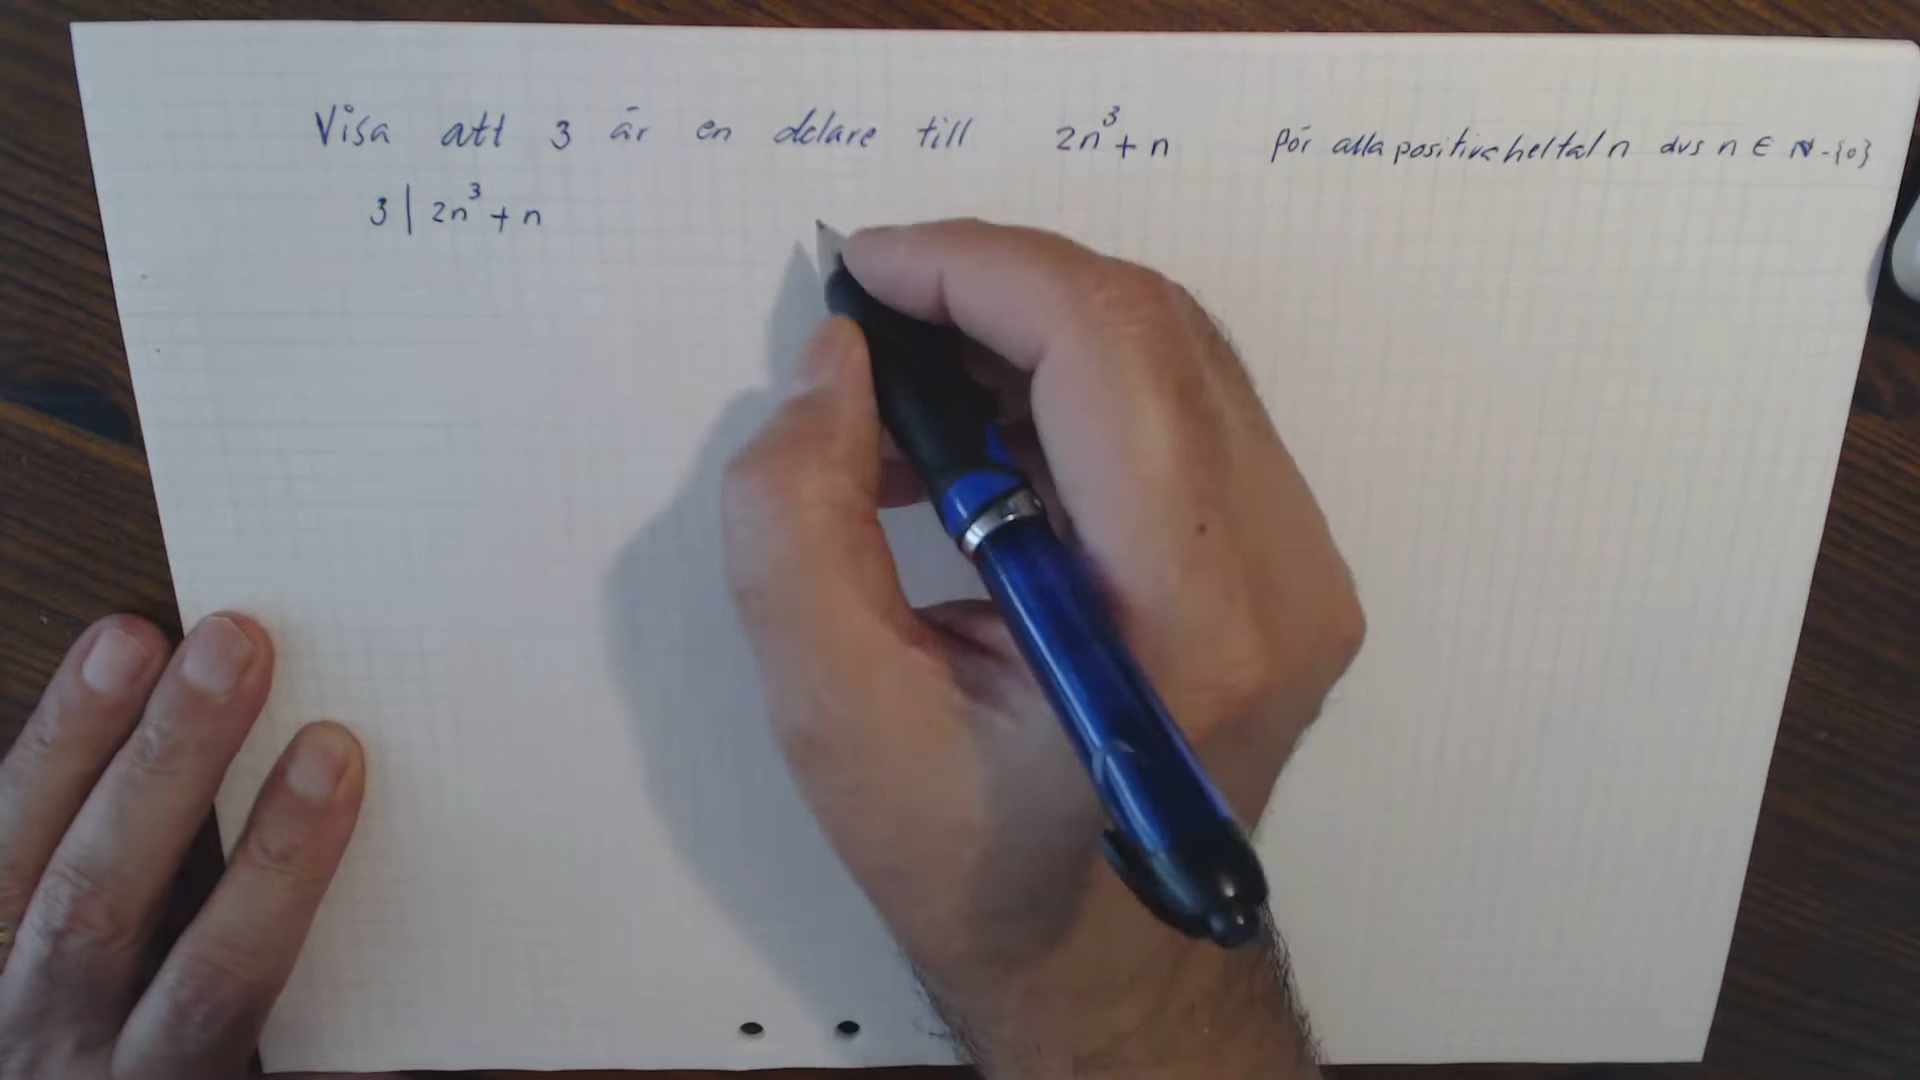 Visa att 3 är en delare till 2n³ + n för alla positiva heltal n dvs n ∈ N - {0}
3 | 2n³ + n